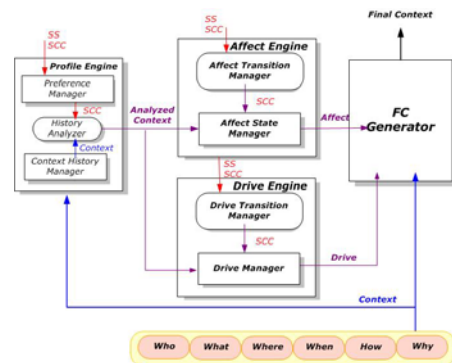 Final Context
SS
SCC
Profile Engine
Preference
Manager
SCC
History
Analyzer
Context
Context History
Manager
Analyzed
Context
SS
SCC
Affect Engine
Affect Transition
Manager
SCC
Affect State
Manager
Affect
SS
SCC
Drive Engine
Drive Transition
Manager
SCC
Drive Manager
Drive
FC
Generator
Context
Who
What
Where
When
How
Why